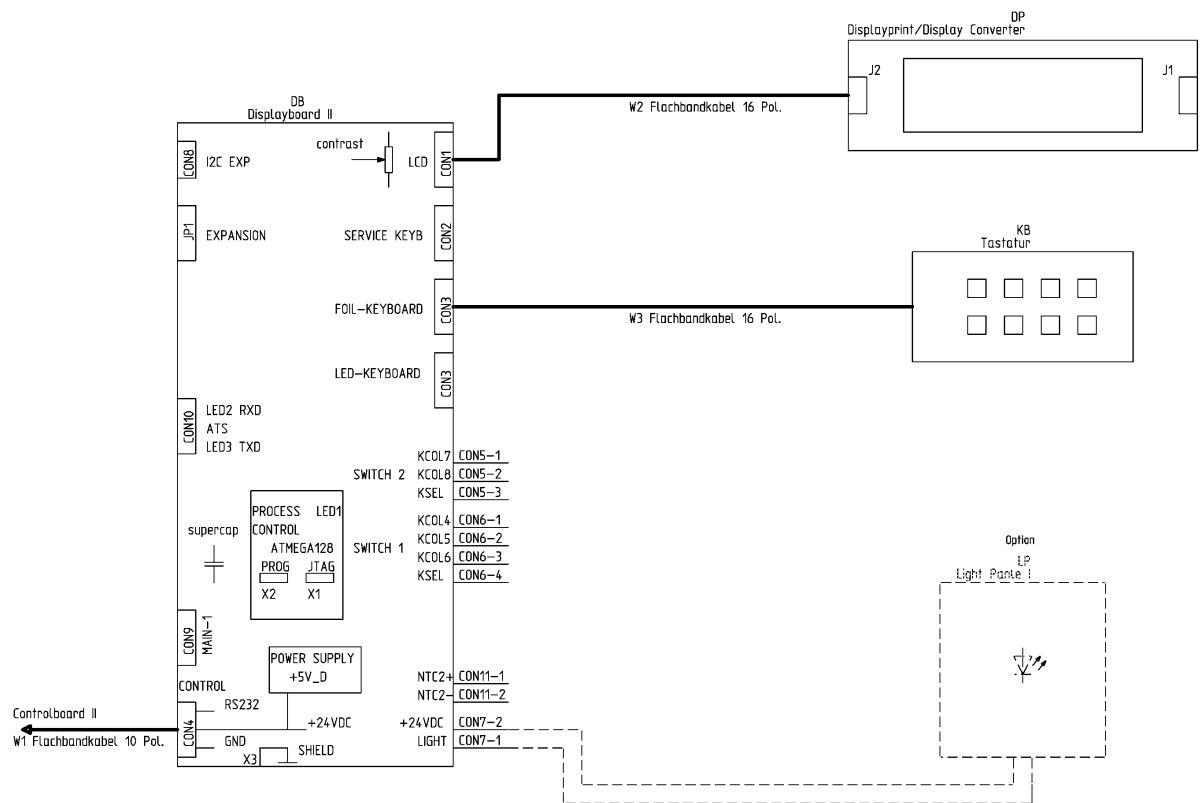 DP
Displayprint/Display Converter
J2
J1
W2 Flachbandkabel 16 Pol.
DB
Displayboard II
contrast
CON8
I2C EXP
LCD
CON1
JP1
EXPANSION
SERVICE KEYB
CON2
KB
Tastatur
FOIL-KEYBOARD
CON3
W3 Flachbandkabel 16 Pol.
LED-KEYBOARD
CON3
CON10
LED2 RXD
ATS
LED3 TXD
SWITCH 2
KCOL7 CON5-1
KCOL8 CON5-2
KSEL CON5-3
SWITCH 1
KCOL4 CON6-1
KCOL5 CON6-2
KCOL6 CON6-3
KSEL CON6-4
PROCESS LED1
CONTROL
ATMEGA128
PROG JTAG
X2 X1
supercap
Option
LP
Light Panle I
CON9
MAIN-1
POWER SUPPLY
+5V_D
NTC2+ CON11-1
NTC2- CON11-2
CONTROL
RS232
Controlboard II
W1 Flachbandkabel 10 Pol.
CON4
+24VDC
GND
X3
SHIELD
+24VDC CON7-2
LIGHT CON7-1